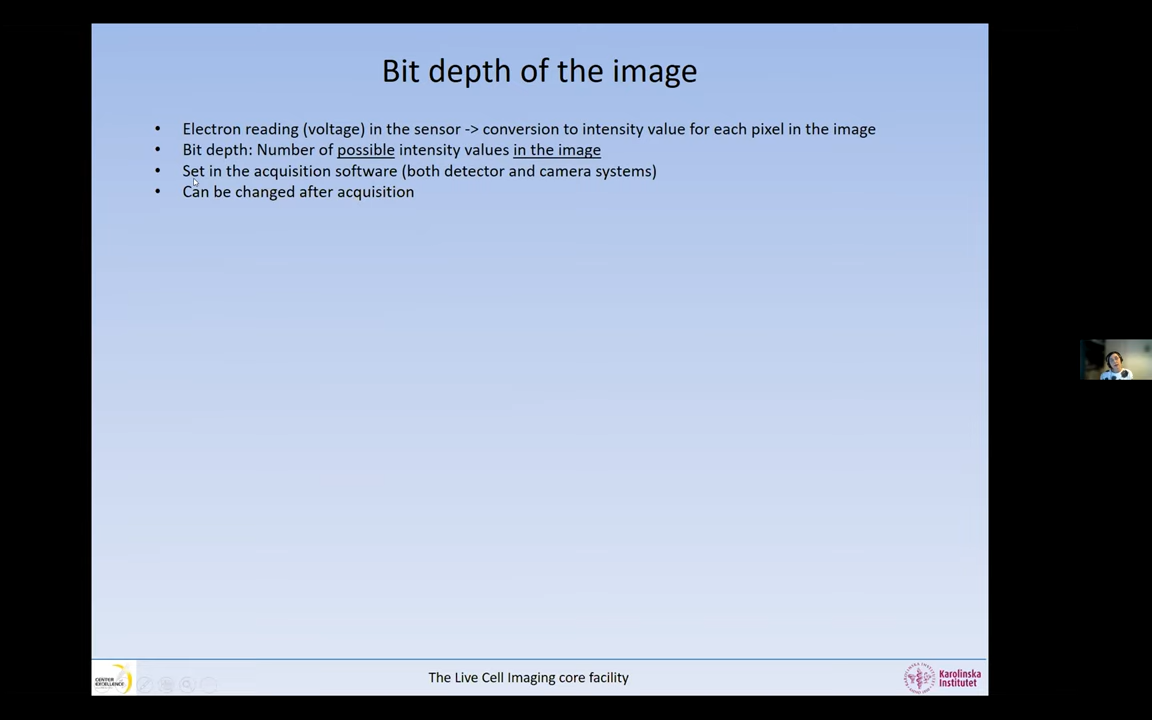 Bit depth of the image
• Electron reading (voltage) in the sensor -> conversion to intensity value for each pixel in the image
• Bit depth: Number of possible intensity values in the image
• Set in the acquisition software (both detector and camera systems)
• Can be changed after acquisition
The Live Cell Imaging core facility
Karolinska
Institutet